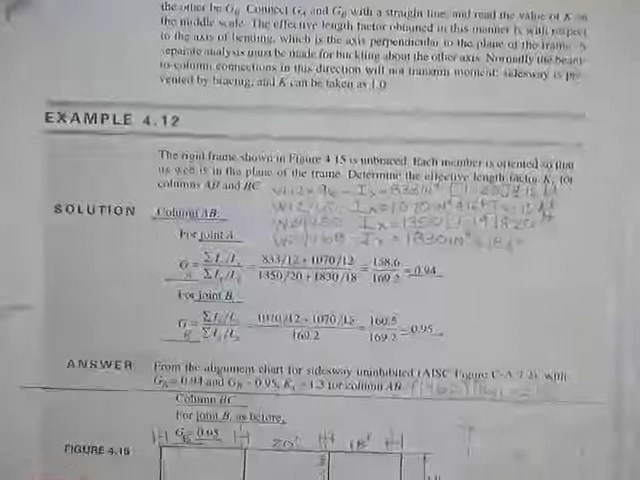 the other be G_B. Connect G_A and G_B with a straight line, and read the value of K on
the middle scale. The effective length factor obtained in this manner is with respect
to the axis of bending, which is the axis perpendicular to the plane of the frame. A
separate analysis must be made for buckling about the other axis. Normally the beam-
to-column connections in this direction will not transmit moment; sidesway is pre-
vented by bracing; and K can be taken as 1.0
EXAMPLE 4.12
The rigid frame shown in Figure 4.15 is unbraced. Each member is oriented so that
its web is in the plane of the frame. Determine the effective length factor K_x for
columns AB and BC.
SOLUTION
Column AB:
For joint A,
G_A = ΣI_c/L_c / ΣI_g/L_g = 833/12 + 1070/12 / 1350/20 + 1830/18 = 158.6 / 169.2 = 0.94
For joint B,
G_B = ΣI_c/L_c / ΣI_g/L_g = 1070/12 + 1070/15 / 169.2 = 160.5 / 169.2 = 0.95
ANSWER
From the alignment chart for sidesway uninhibited (AISC Figure C-A-7.2), with
G_A = 0.94 and G_B = 0.95, K_x = 1.3 for column AB.
Column BC:
For joint B, as before,
G_B = 0.95
20' 18'
FIGURE 4.15